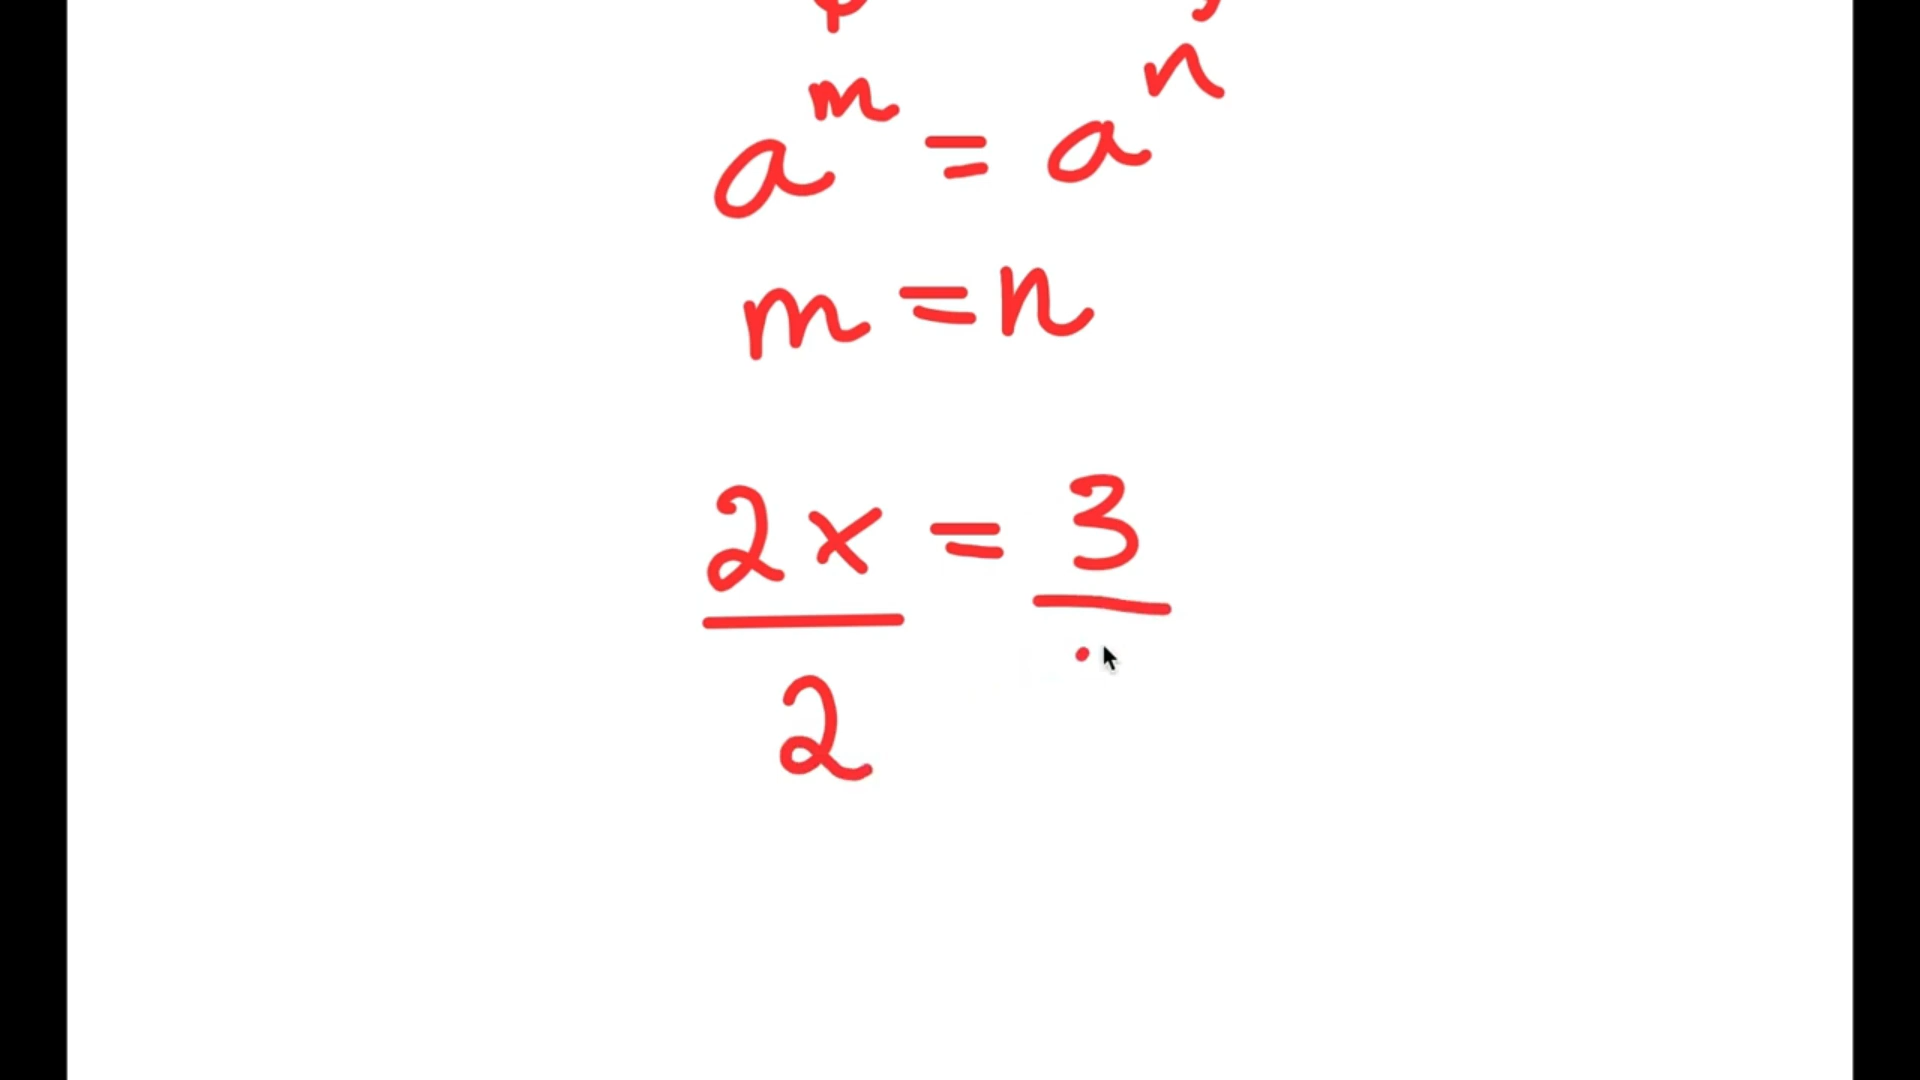 a^m = a^n
m = n
2x = 3
2